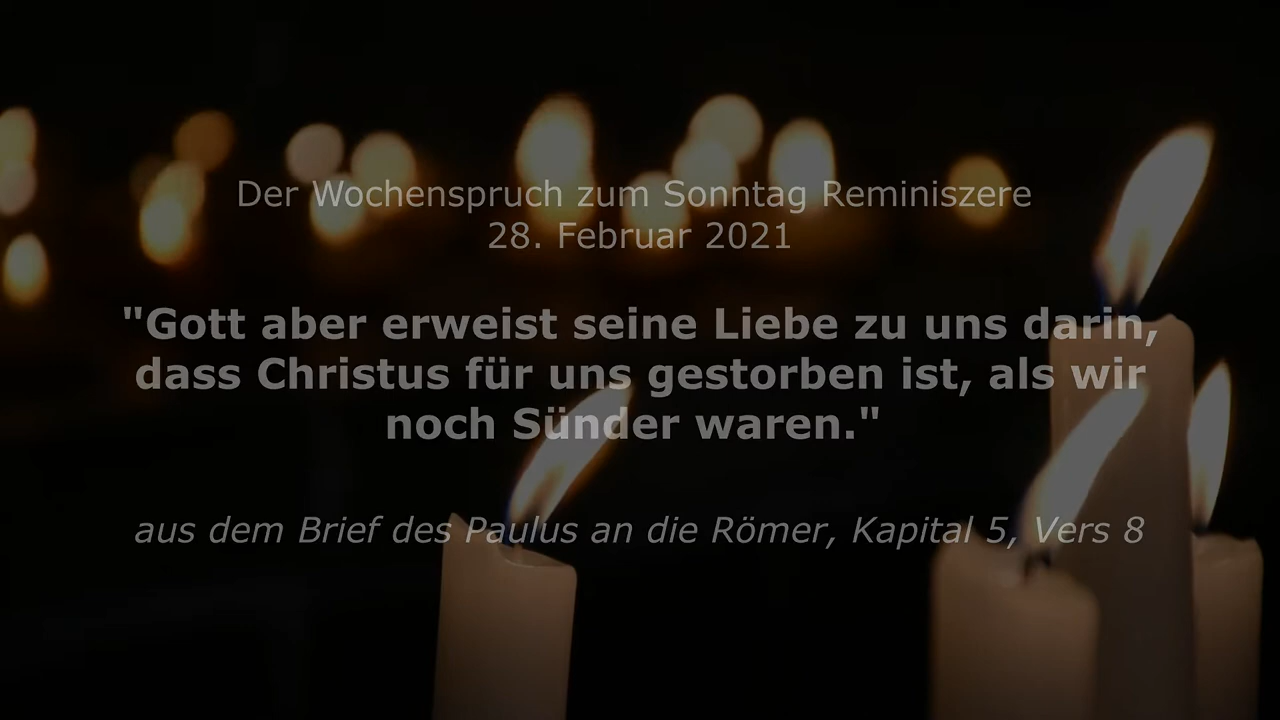 Der Wochenspruch zum Sonntag Reminiszere
28. Februar 2021
"Gott aber erweist seine Liebe zu uns darin,
dass Christus für uns gestorben ist, als wir
noch Sünder waren."
aus dem Brief des Paulus an die Römer, Kapital 5, Vers 8